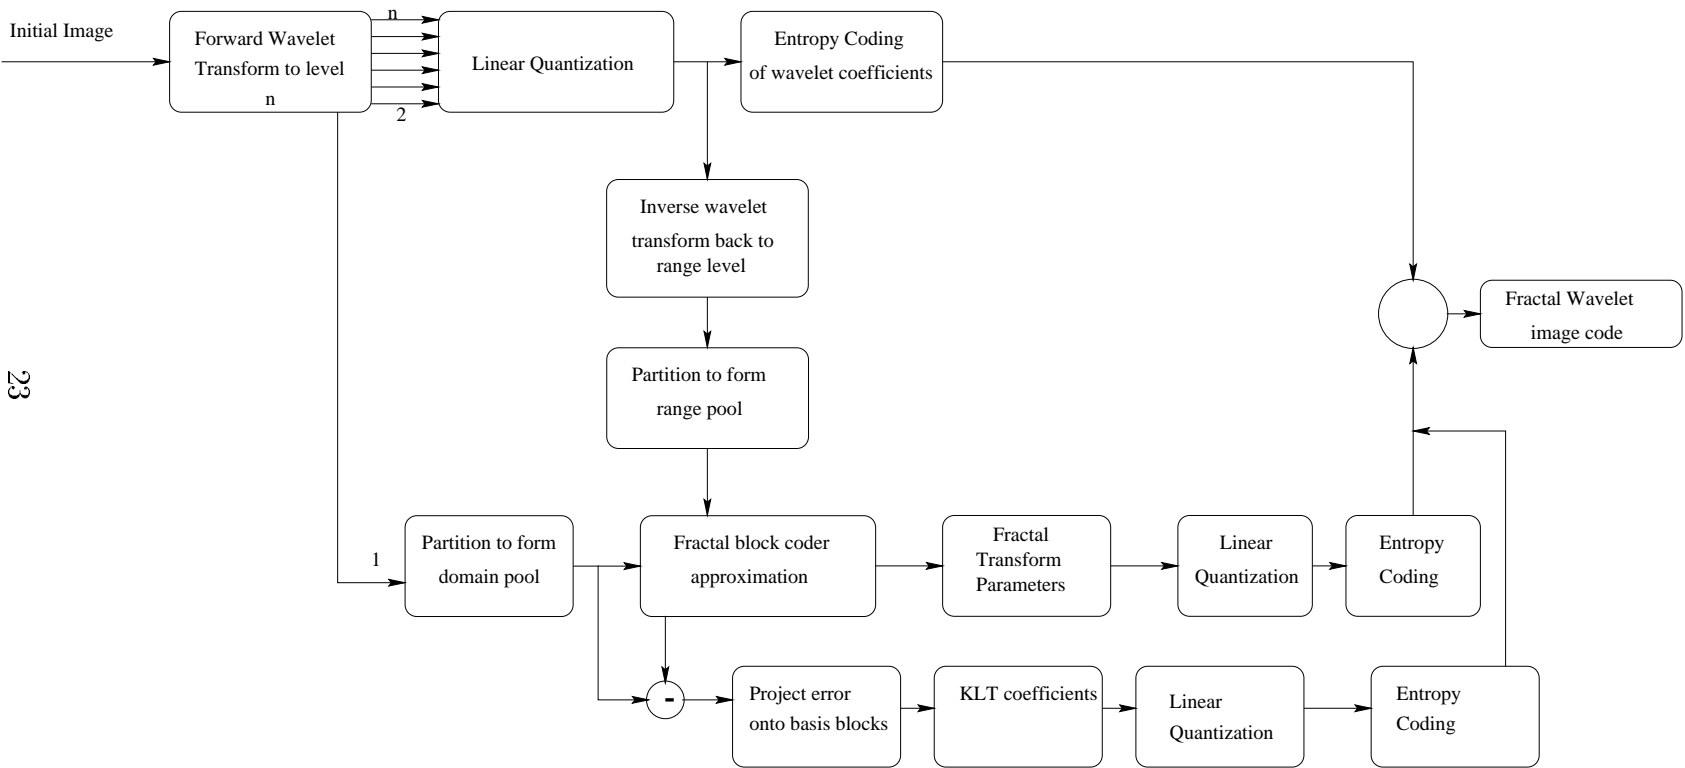 Initial Image
Forward Wavelet
Transform to level
n
n
2
Linear Quantization
Entropy Coding
of wavelet coefficients
Inverse wavelet
transform back to
range level
Fractal Wavelet
image code
Partition to form
range pool
23
1
Partition to form
domain pool
Fractal block coder
approximation
Fractal
Transform
Parameters
Linear
Quantization
Entropy
Coding
-
Project error
onto basis blocks
KLT coefficients
Linear
Quantization
Entropy
Coding